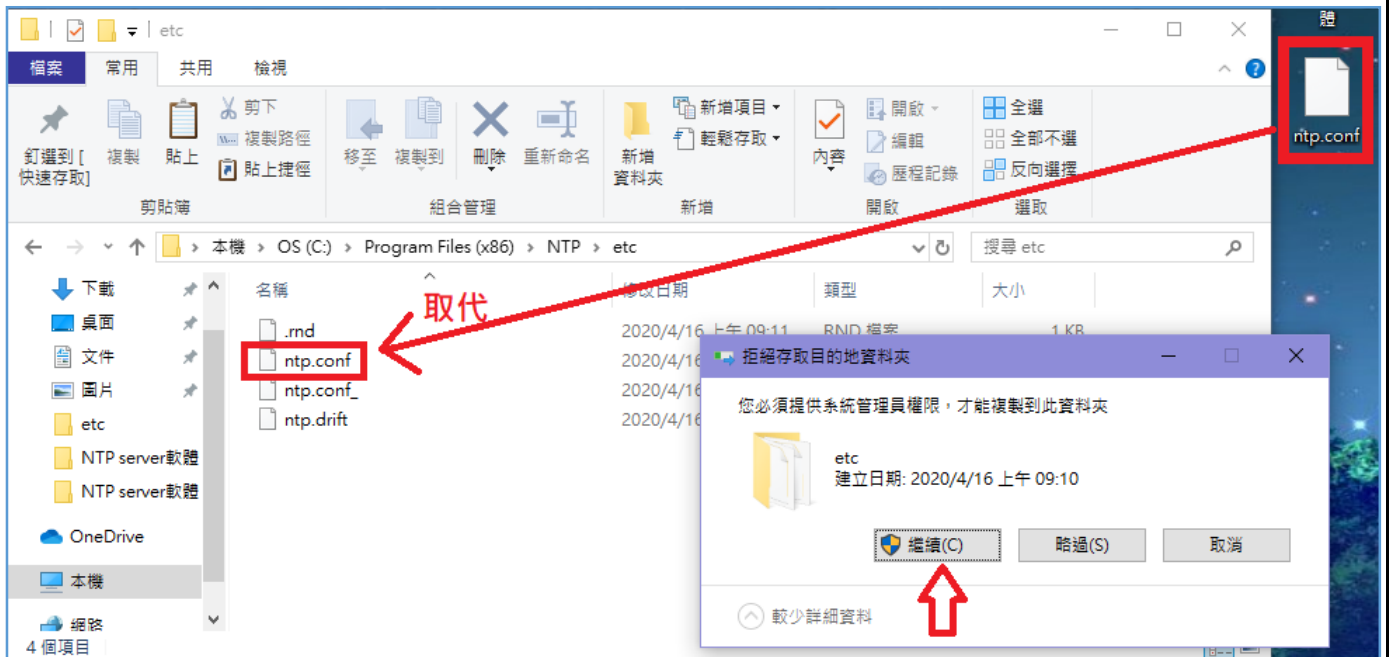 etc
體
檔案 常用 共用 檢視
釘選到 [
快速存取]
複製
貼上
剪下
複製路徑
貼上捷徑
移至
複製到
刪除
重新命名
新增
資料夾
新增項目
輕鬆存取
內容
開啟
編輯
歷程記錄
全選
全部不選
反向選擇
ntp.conf
剪貼簿 組合管理 新增 開啟 選取
本機 > OS (C:) > Program Files (x86) > NTP > etc
搜尋 etc
名稱 修改日期 類型 大小
下載
桌面
文件
圖片
etc
NTP server軟體
NTP server軟體
OneDrive
本機
網路
取代
.rnd 2020/4/16 上午 09:11 RND 檔案 1 KB
ntp.conf 2020/4/16
ntp.conf_ 2020/4/16
ntp.drift 2020/4/16
拒絕存取目的地資料夾
您必須提供系統管理員權限，才能複製到此資料夾
etc
建立日期: 2020/4/16 上午 09:10
繼續(C) 略過(S) 取消
較少詳細資料
4 個項目